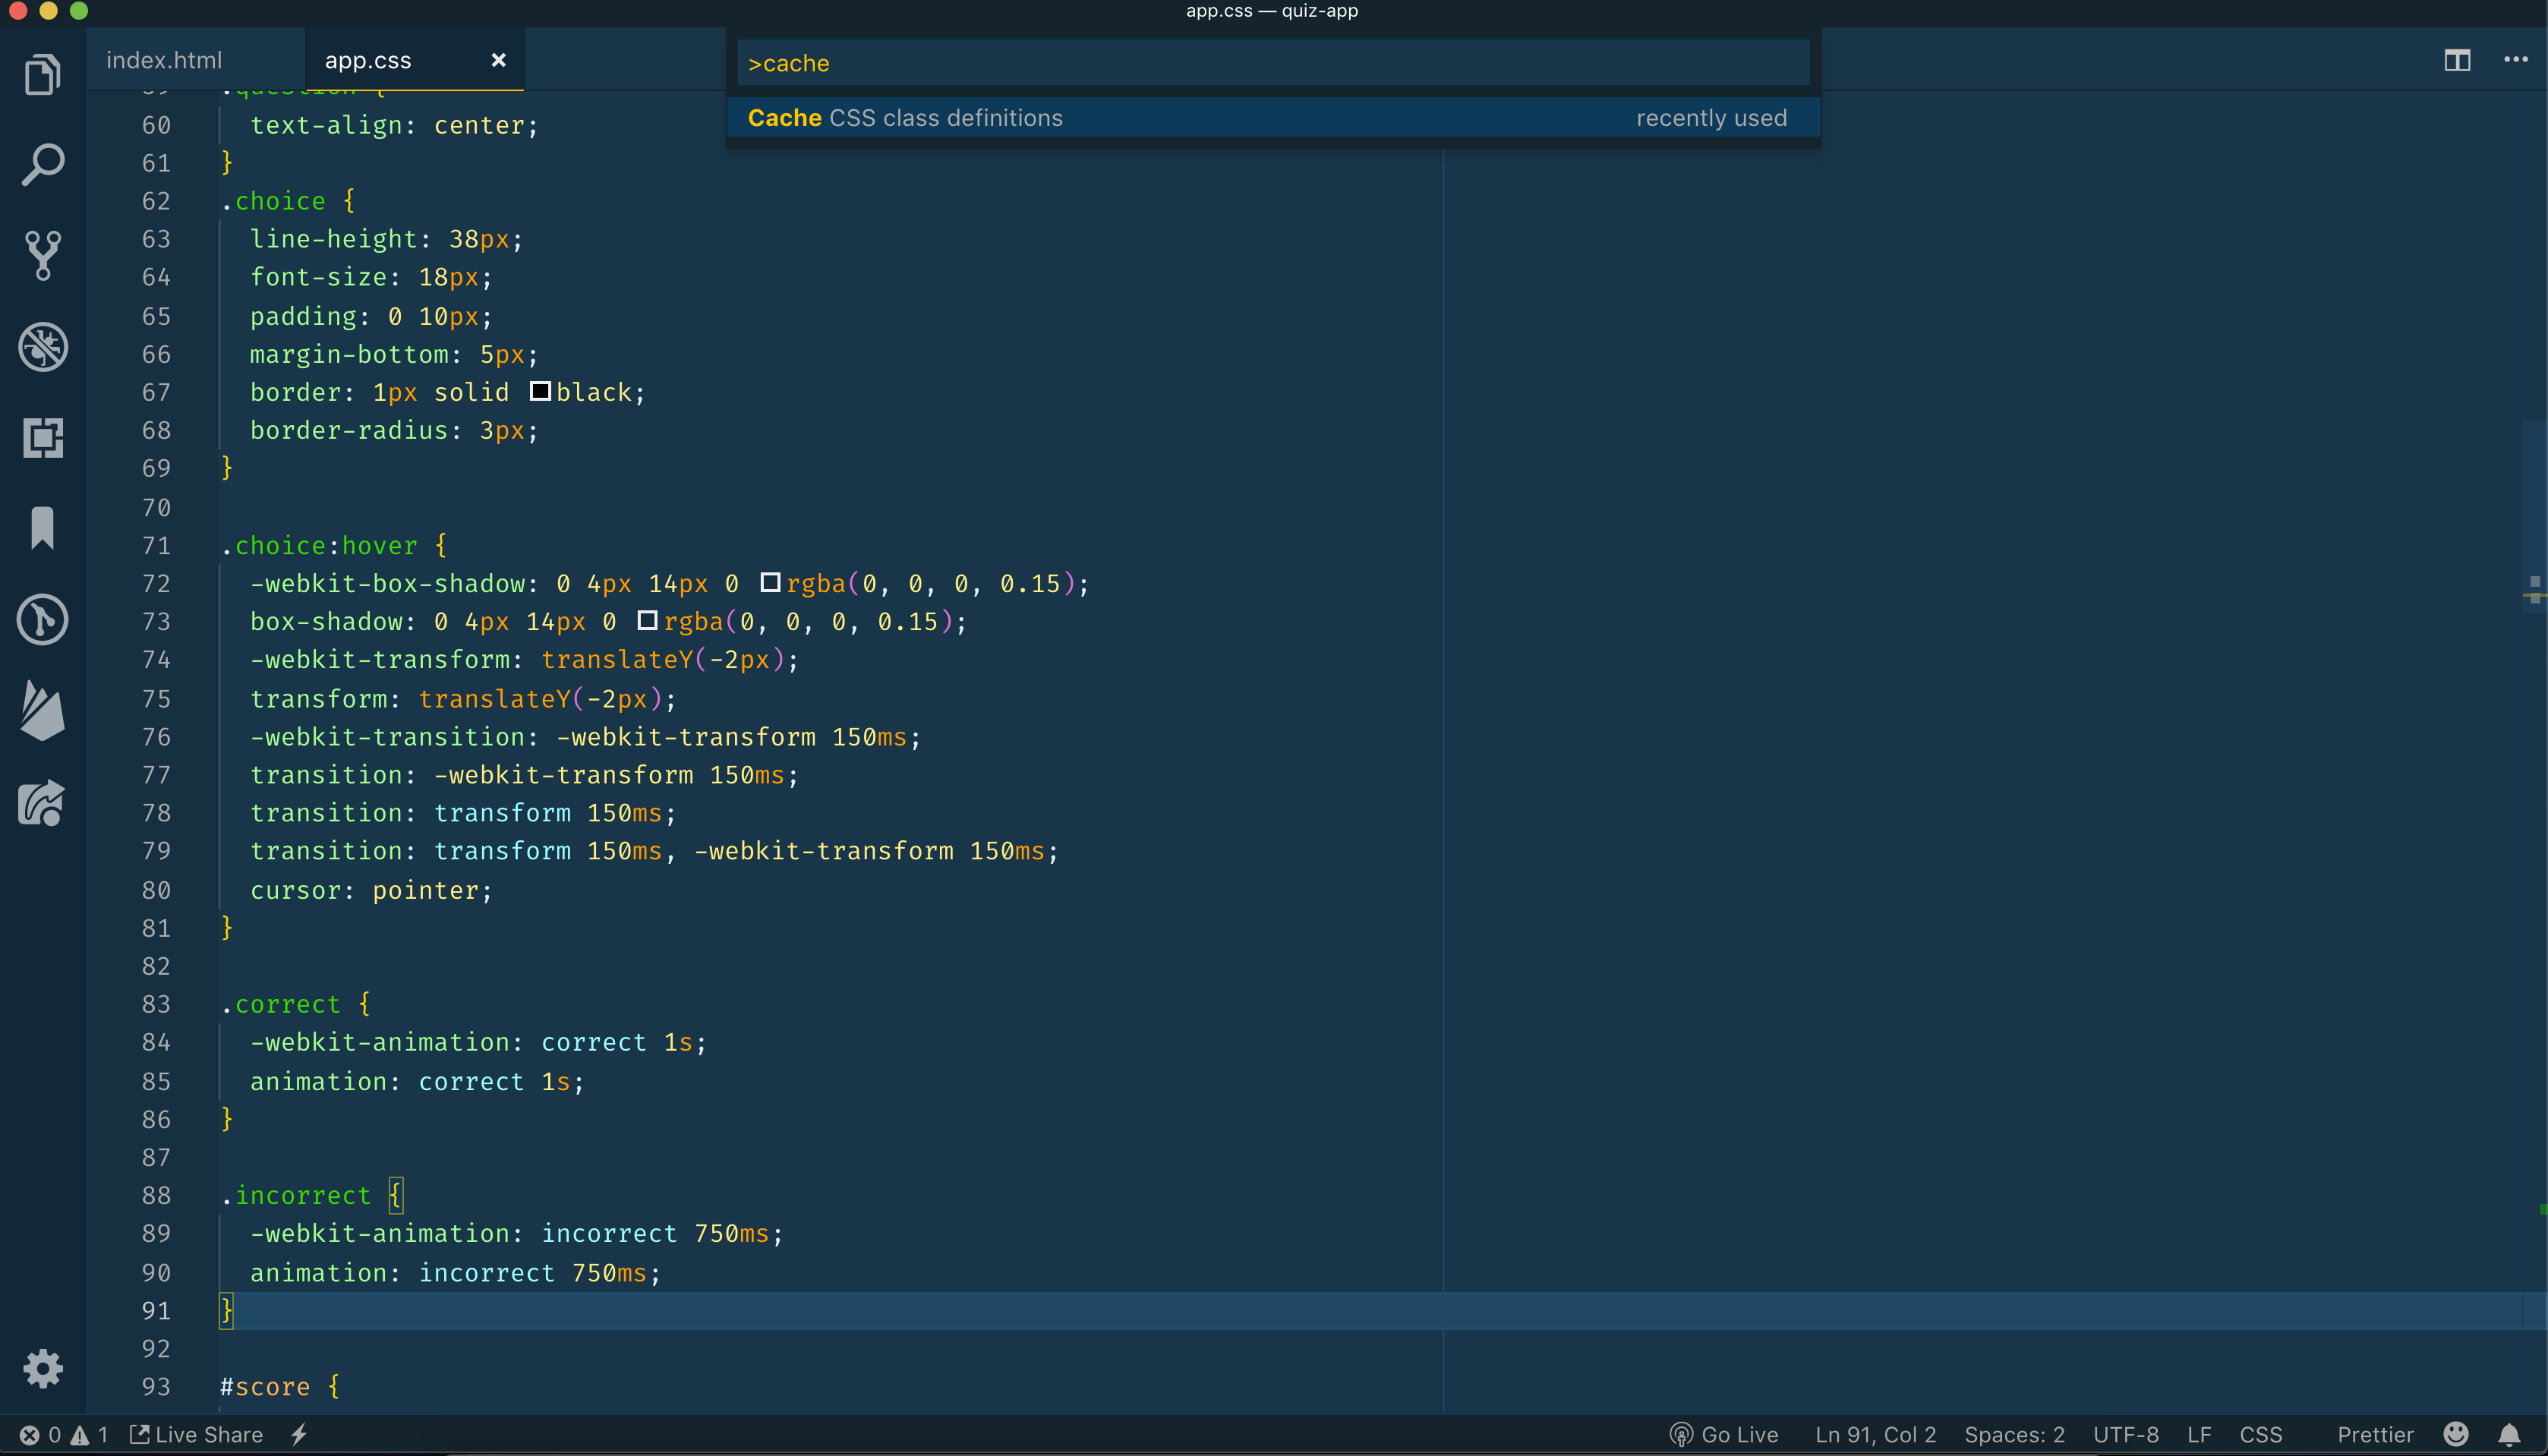 app.css — quiz-app
index.html
app.css
>cache
Cache CSS class definitions recently used
59 .question {
60 text-align: center;
61 }
62 .choice {
63 line-height: 38px;
64 font-size: 18px;
65 padding: 0 10px;
66 margin-bottom: 5px;
67 border: 1px solid black;
68 border-radius: 3px;
69 }
70
71 .choice:hover {
72 -webkit-box-shadow: 0 4px 14px 0 rgba(0, 0, 0, 0.15);
73 box-shadow: 0 4px 14px 0 rgba(0, 0, 0, 0.15);
74 -webkit-transform: translateY(-2px);
75 transform: translateY(-2px);
76 -webkit-transition: -webkit-transform 150ms;
77 transition: -webkit-transform 150ms;
78 transition: transform 150ms;
79 transition: transform 150ms, -webkit-transform 150ms;
80 cursor: pointer;
81 }
82
83 .correct {
84 -webkit-animation: correct 1s;
85 animation: correct 1s;
86 }
87
88 .incorrect {
89 -webkit-animation: incorrect 750ms;
90 animation: incorrect 750ms;
91 }
92
93 #score {
0 1 Live Share Go Live Ln 91, Col 2 Spaces: 2 UTF-8 LF CSS Prettier